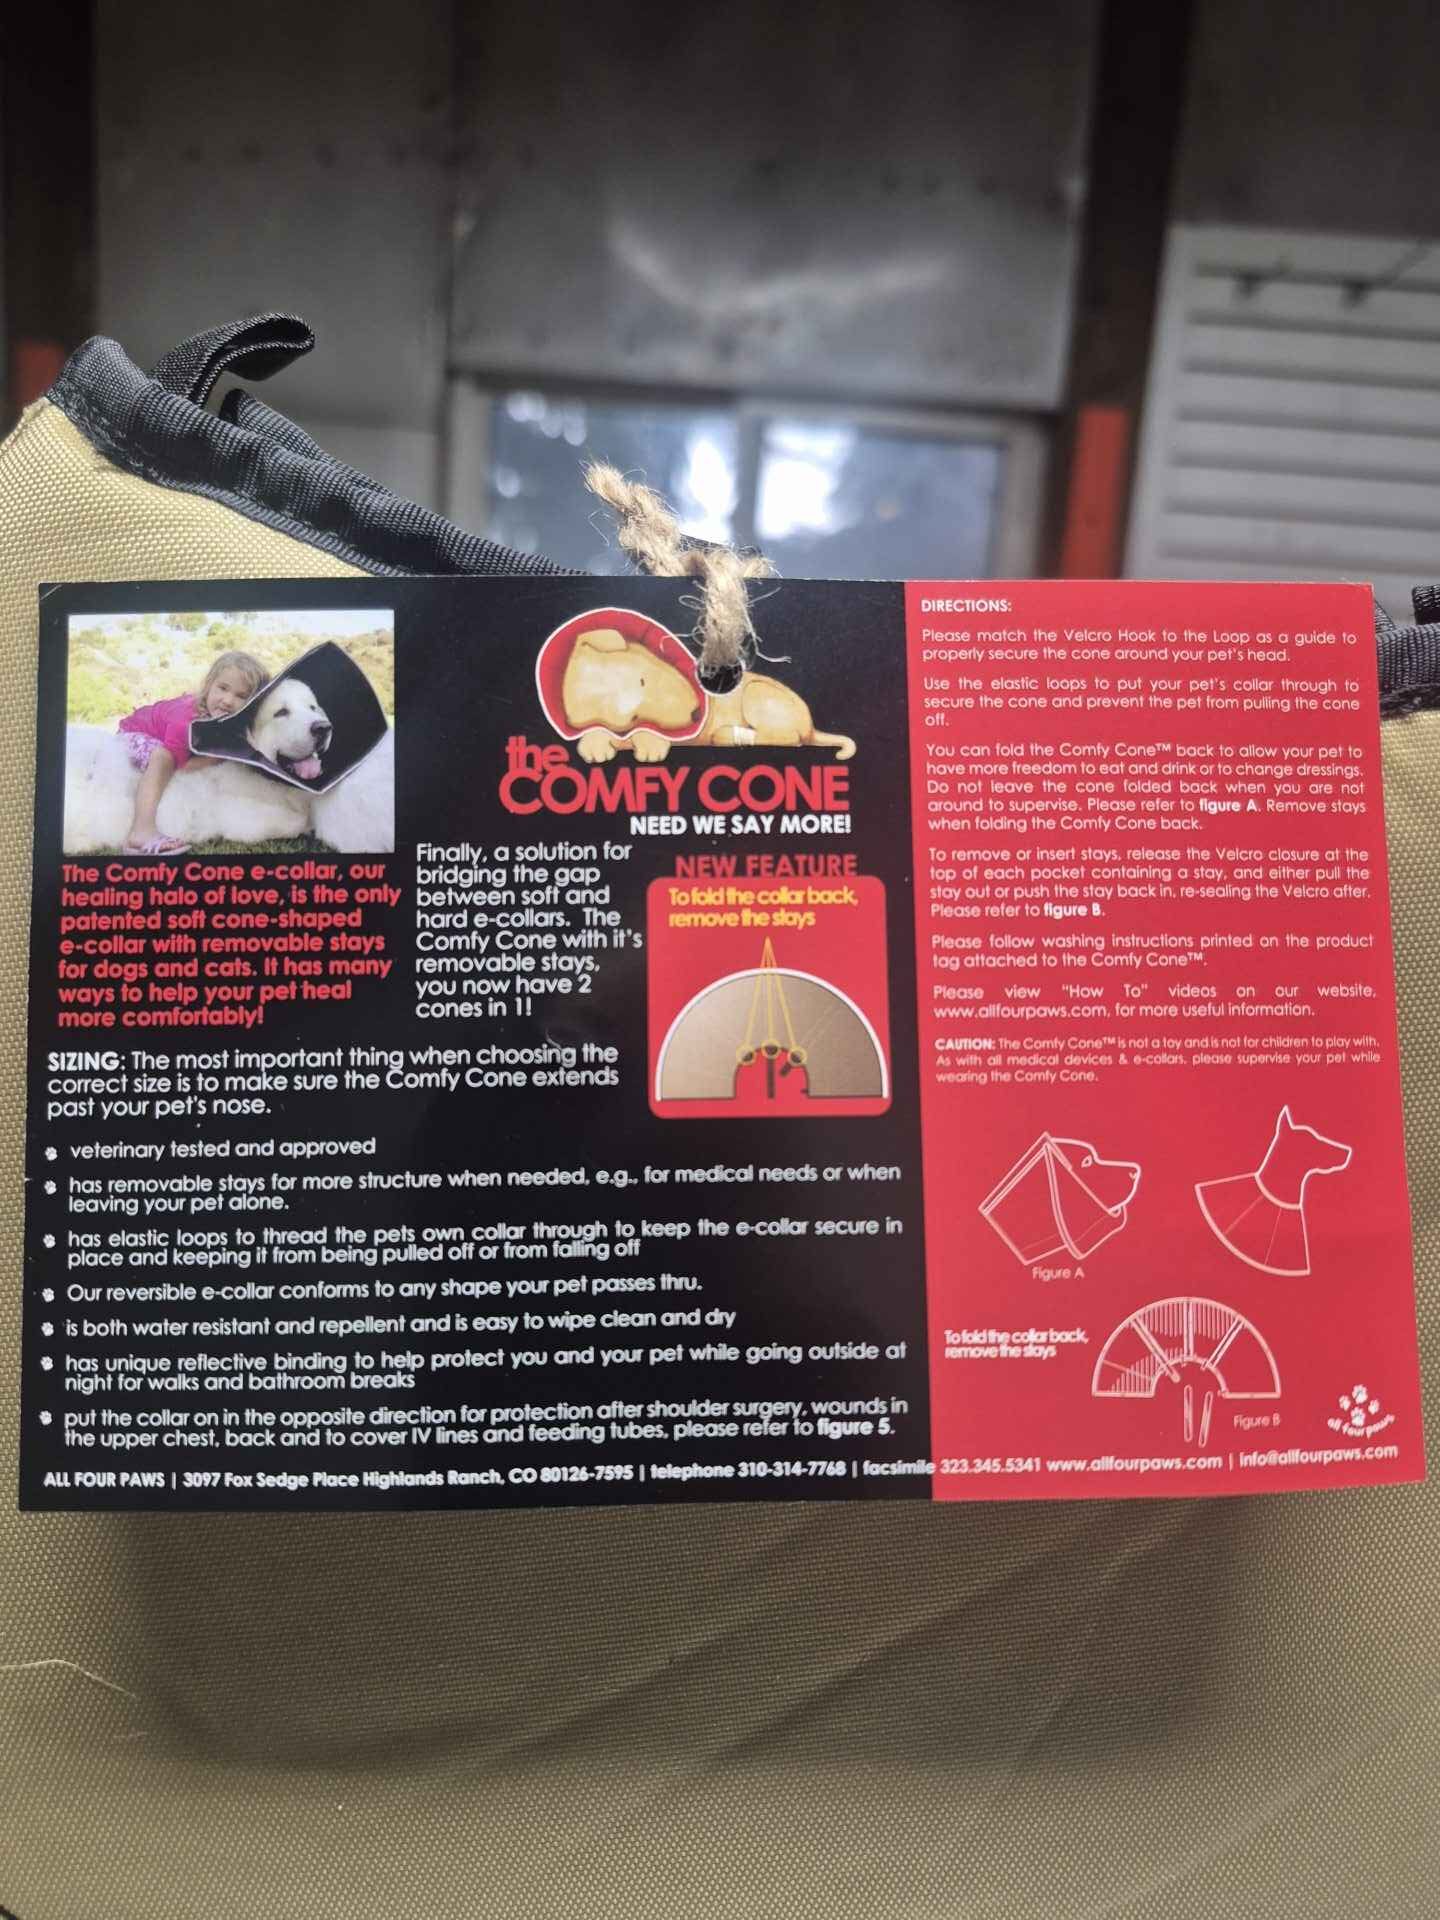 The Comfy Cone e-collar, our
healing halo of love, is the only
patented soft cone-shaped
e-collar with removable stays
for dogs and cats. It has many
ways to help your pet heal
more comfortably!
the
COMFY CONE
NEED WE SAY MORE!
Finally, a solution for
bridging the gap
between soft and
hard e-collars. The
Comfy Cone with it's
removable stays,
you now have 2
cones in 1!
NEW FEATURE
To fold the collar back,
remove the stays
SIZING: The most important thing when choosing the
correct size is to make sure the Comfy Cone extends
past your pet's nose.
veterinary tested and approved
has removable stays for more structure when needed, e.g., for medical needs or when
leaving your pet alone.
has elastic loops to thread the pets own collar through to keep the e-collar secure in
place and keeping it from being pulled off or from falling off
Our reversible e-collar conforms to any shape your pet passes thru.
is both water resistant and repellent and is easy to wipe clean and dry
has unique reflective binding to help protect you and your pet while going outside at
night for walks and bathroom breaks
put the collar on in the opposite direction for protection after shoulder surgery, wounds in
the upper chest, back and to cover IV lines and feeding tubes, please refer to figure 5.
DIRECTIONS:
Please match the Velcro Hook to the Loop as a guide to
properly secure the cone around your pet's head.
Use the elastic loops to put your pet's collar through to
secure the cone and prevent the pet from pulling the cone
off.
You can fold the Comfy Cone™ back to allow your pet to
have more freedom to eat and drink or to change dressings.
Do not leave the cone folded back when you are not
around to supervise. Please refer to figure A. Remove stays
when folding the Comfy Cone back.
To remove or insert stays, release the Velcro closure at the
top of each pocket containing a stay, and either pull the
stay out or push the stay back in, re-sealing the Velcro after.
Please refer to figure B.
Please follow washing instructions printed on the product
tag attached to the Comfy Cone™.
Please view "How To" videos on our website,
www.allfourpaws.com, for more useful information.
CAUTION: The Comfy Cone™ is not a toy and is not for children to play with.
As with all medical devices & e-collars, please supervise your pet while
wearing the Comfy Cone.
Figure A
To fold the collar back,
remove the stays
Figure B
all four paws
ALL FOUR PAWS | 3097 Fox Sedge Place Highlands Ranch, CO 80126-7595 | telephone 310-314-7768 | facsimile 323.345.5341 www.allfourpaws.com | info@allfourpaws.com